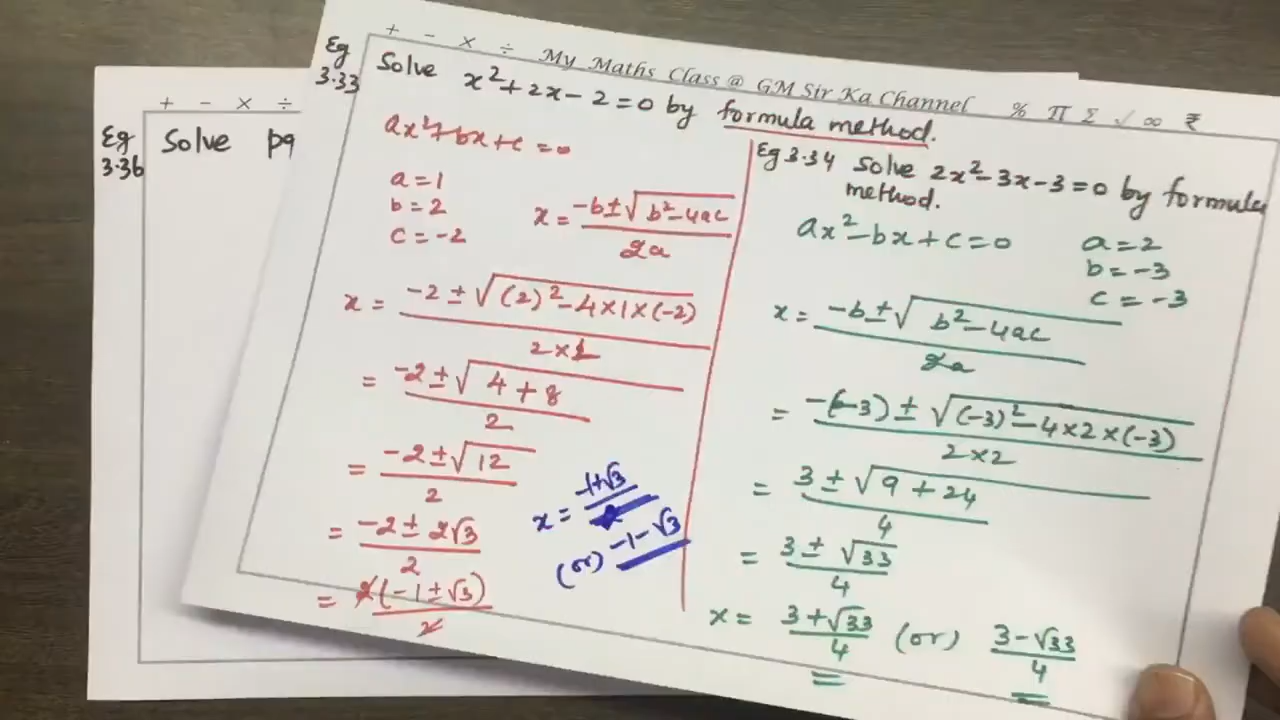 + - × ÷ My Maths Class @ GM Sir Ka Channel % Π Σ √ ∞ ₹
Eg 3.33 Solve x²+2x-2=0 by formula method.
ax²+bx+c=0
a=1
b=2
c=-2
x= -b±√b²-4ac / 2a
x= -2±√(2)²-4×1×(-2) / 2×1
= -2±√4+8 / 2
= -2±√12 / 2
= -2±2√3 / 2
= 2(-1±√3) / 2
x= -1+√3
(or) -1-√3
Eg 3.34 Solve 2x²-3x-3=0 by formula
method.
ax²-bx+c=0
a=2
b=-3
c=-3
x= -b±√b²-4ac / 2a
= -(-3)±√(-3)²-4×2×(-3) / 2×2
= 3±√9+24 / 4
= 3±√33 / 4
x= 3+√33 / 4 (or) 3-√33 / 4
+ - × ÷
Eg 3.36 Solve pq